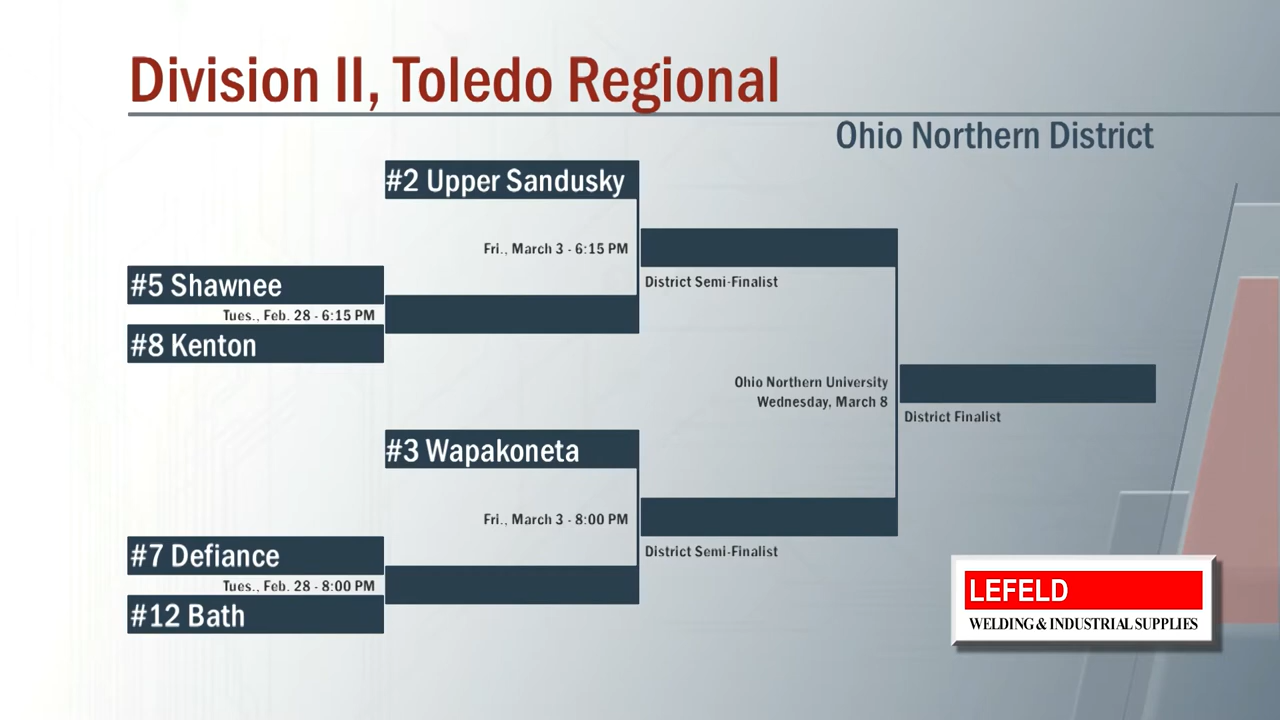 Division II, Toledo Regional
Ohio Northern District
#2 Upper Sandusky
Fri., March 3 - 6:15 PM
#5 Shawnee
District Semi-Finalist
Tues., Feb. 28 - 6:15 PM
#8 Kenton
Ohio Northern University
Wednesday, March 8
District Finalist
#3 Wapakoneta
Fri., March 3 - 8:00 PM
#7 Defiance
District Semi-Finalist
Tues., Feb. 28 - 8:00 PM
#12 Bath
LEFELD
WELDING & INDUSTRIAL SUPPLIES